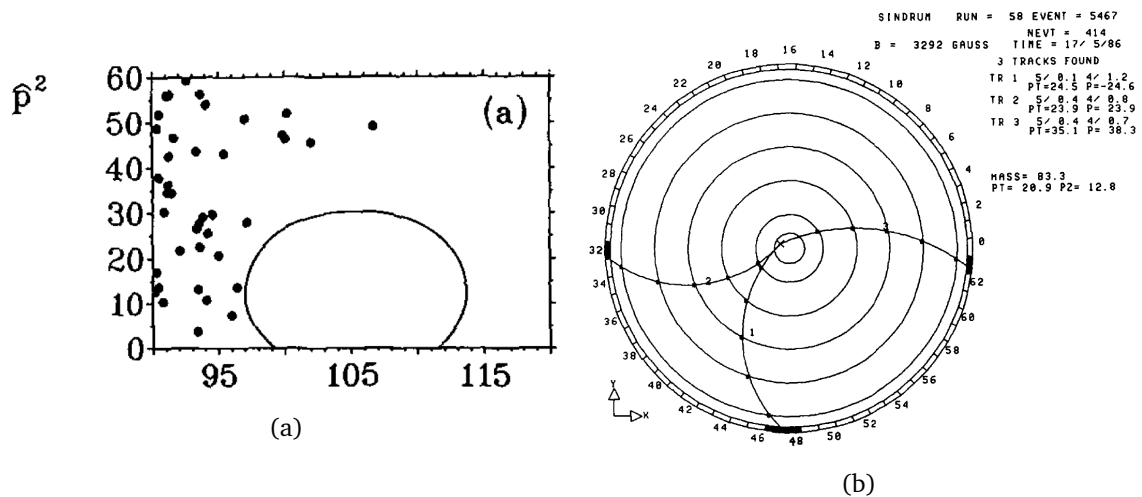 p̂²
60
50
40
30
20
10
0
95
105
115
(a)
(a)
SINDRUM RUN = 58 EVENT = 5467
NEVT = 414
B = 3292 GAUSS TIME = 17/ 5/86
3 TRACKS FOUND
TR 1 5/ 0.1 4/ 1.2
PT=24.5 P=-24.6
TR 2 5/ 0.4 4/ 0.8
PT=23.9 P= 23.9
TR 3 5/ 0.4 4/ 0.7
PT=35.1 P= 38.3
MASS= 83.3
PT= 20.9 PZ= 12.8
0
2
4
6
8
10
12
14
16
18
20
22
24
26
28
30
32
34
36
38
40
42
44
46
48
50
52
54
56
58
60
62
1
2
3
Y
X
(b)